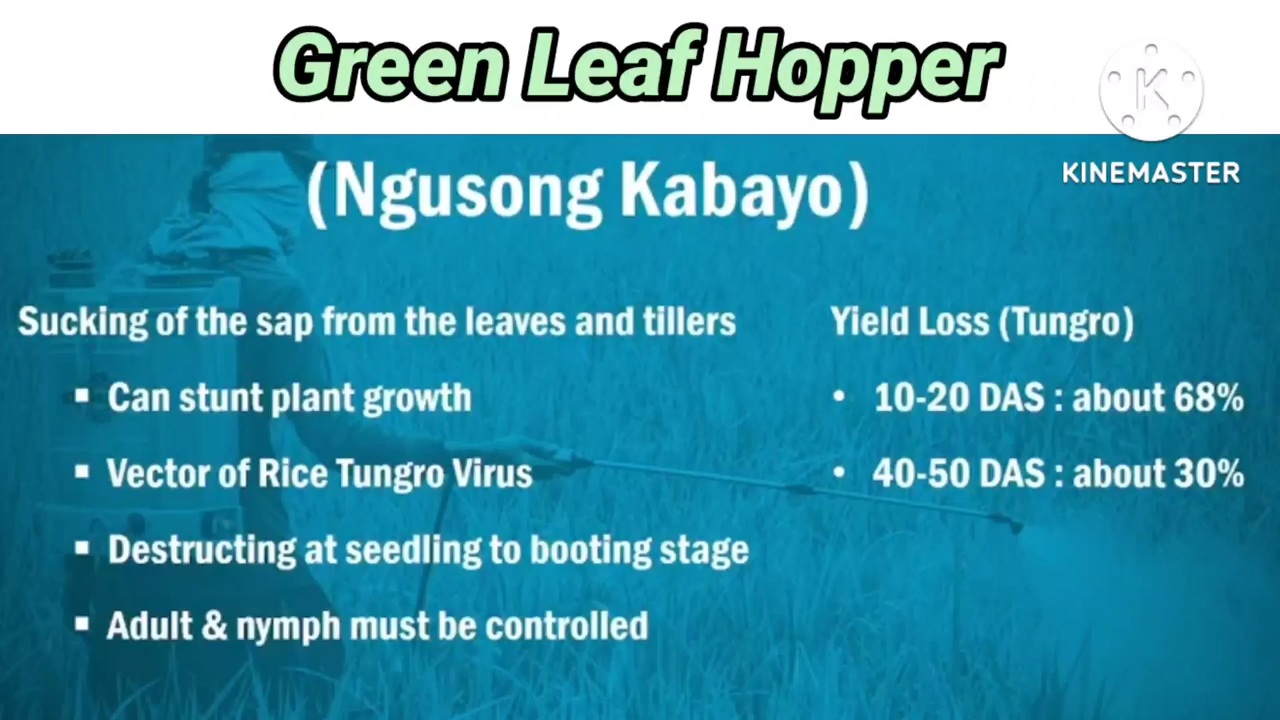 Green Leaf Hopper
K
KINEMASTER
(Ngusong Kabayo)
Sucking of the sap from the leaves and tillers
▪ Can stunt plant growth
▪ Vector of Rice Tungro Virus
▪ Destructing at seedling to booting stage
▪ Adult & nymph must be controlled
Yield Loss (Tungro)
• 10-20 DAS : about 68%
• 40-50 DAS : about 30%